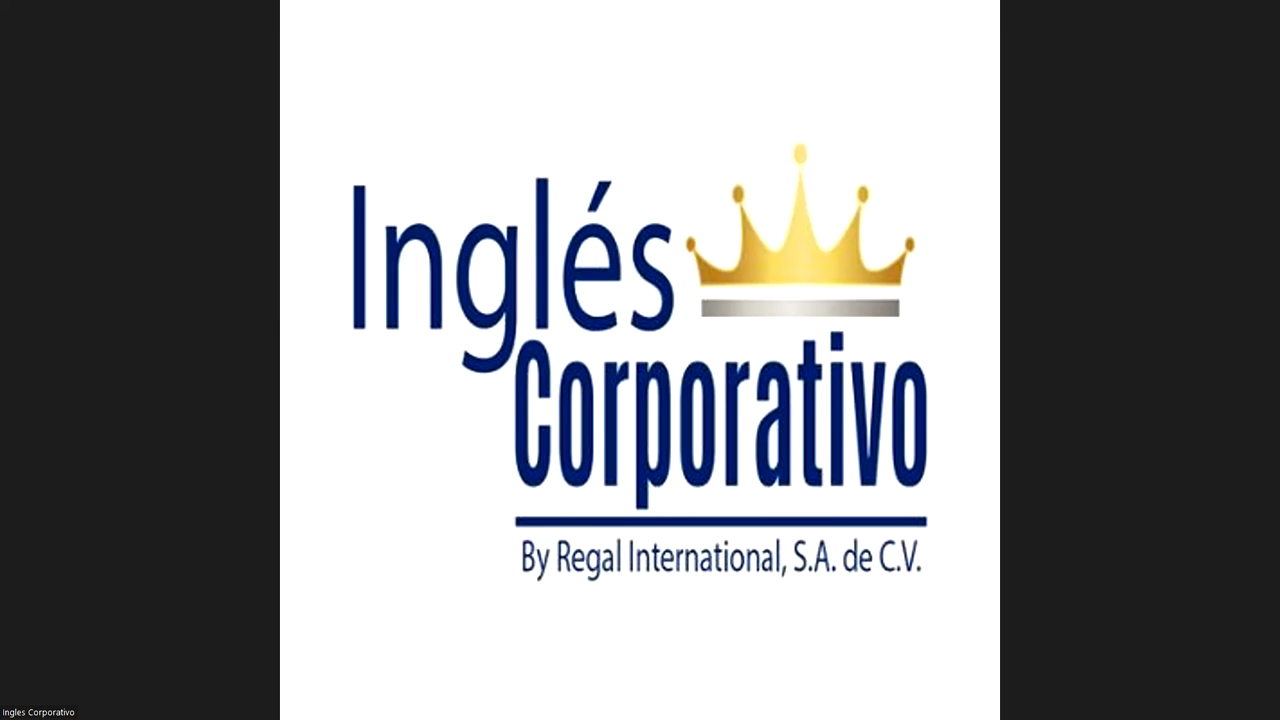 Inglés
Corporativo
By Regal International, S.A. de C.V.
Ingles Corporativo